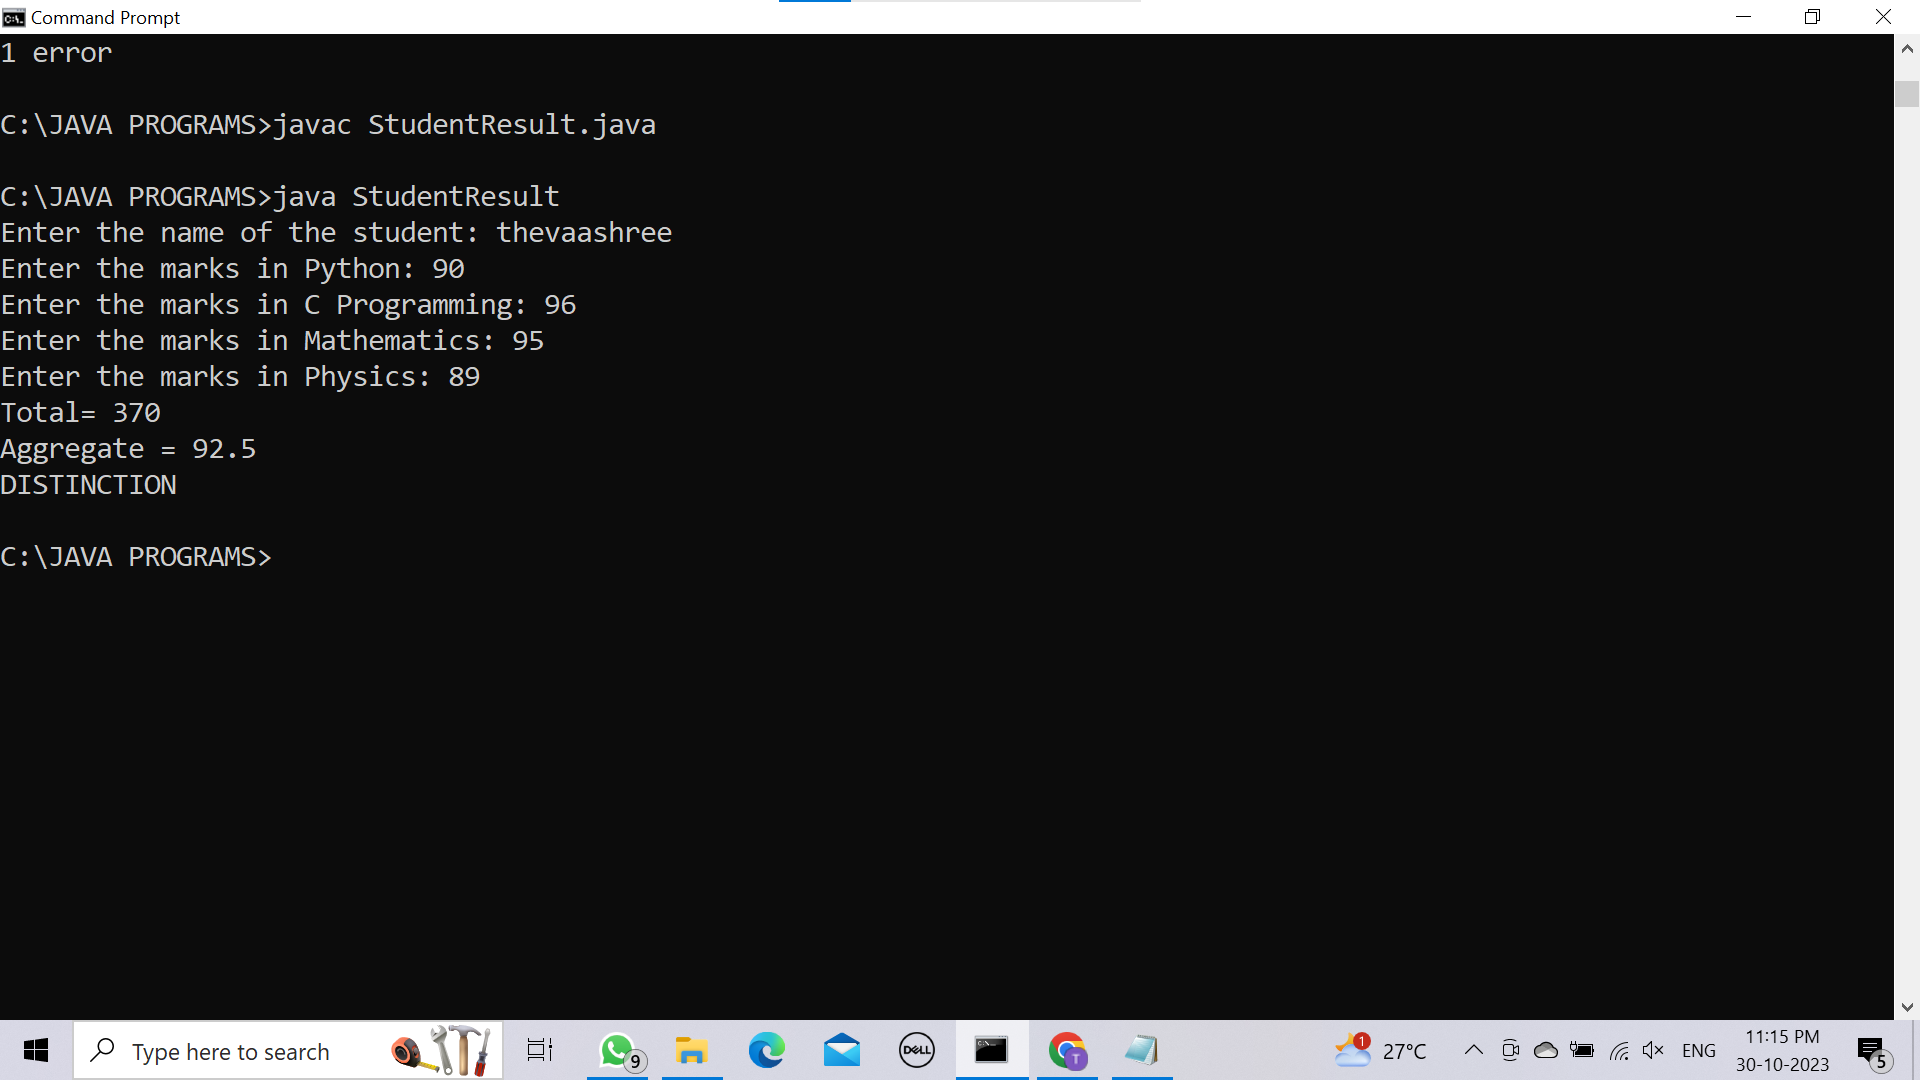 Command Prompt
1 error
C:\JAVA PROGRAMS>javac StudentResult.java
C:\JAVA PROGRAMS>java StudentResult
Enter the name of the student: thevaashree
Enter the marks in Python: 90
Enter the marks in C Programming: 96
Enter the marks in Mathematics: 95
Enter the marks in Physics: 89
Total= 370
Aggregate = 92.5
DISTINCTION
C:\JAVA PROGRAMS>
Type here to search
9
DELL
T
1
27°C
ENG
11:15 PM
30-10-2023
5